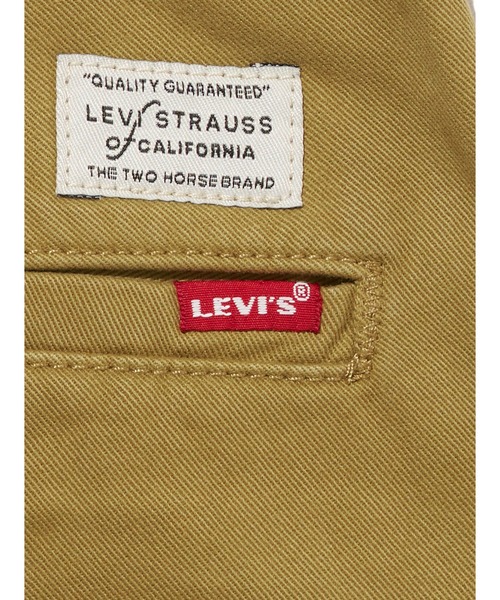 "QUALITY GUARANTEED"
LEVI STRAUSS
of CALIFORNIA
THE TWO HORSE BRAND
LEVI'S®